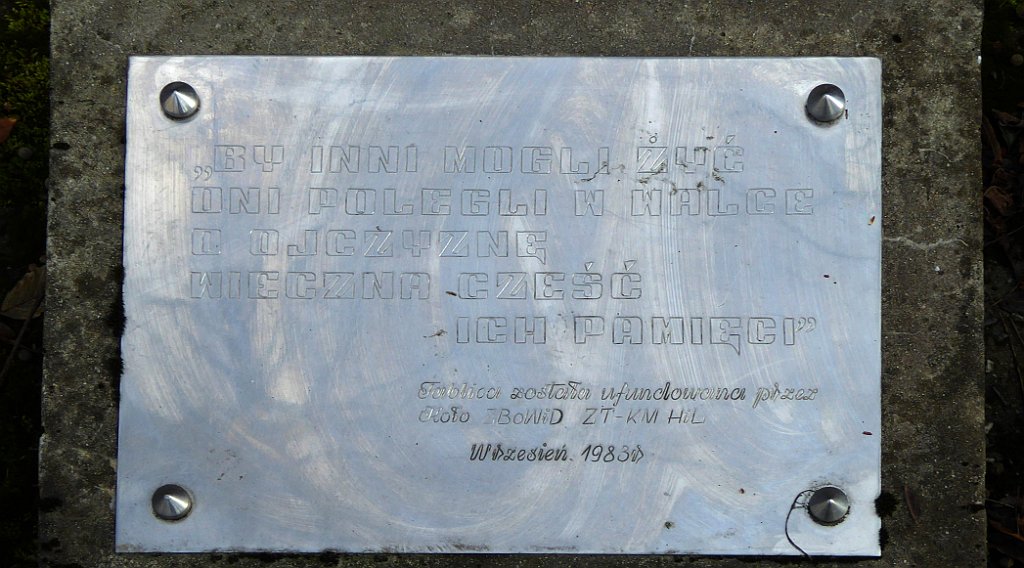 „BY INNI MOGLI ŻYĆ
ONI POLEGLI W WALCE
O OJCZYZNĘ
WIECZNA CZEŚĆ
ICH PAMIĘCI”
Tablica została ufundowana przez
Koło ZBoWiD ZT-KM HiL
Wrzesień. 1983r